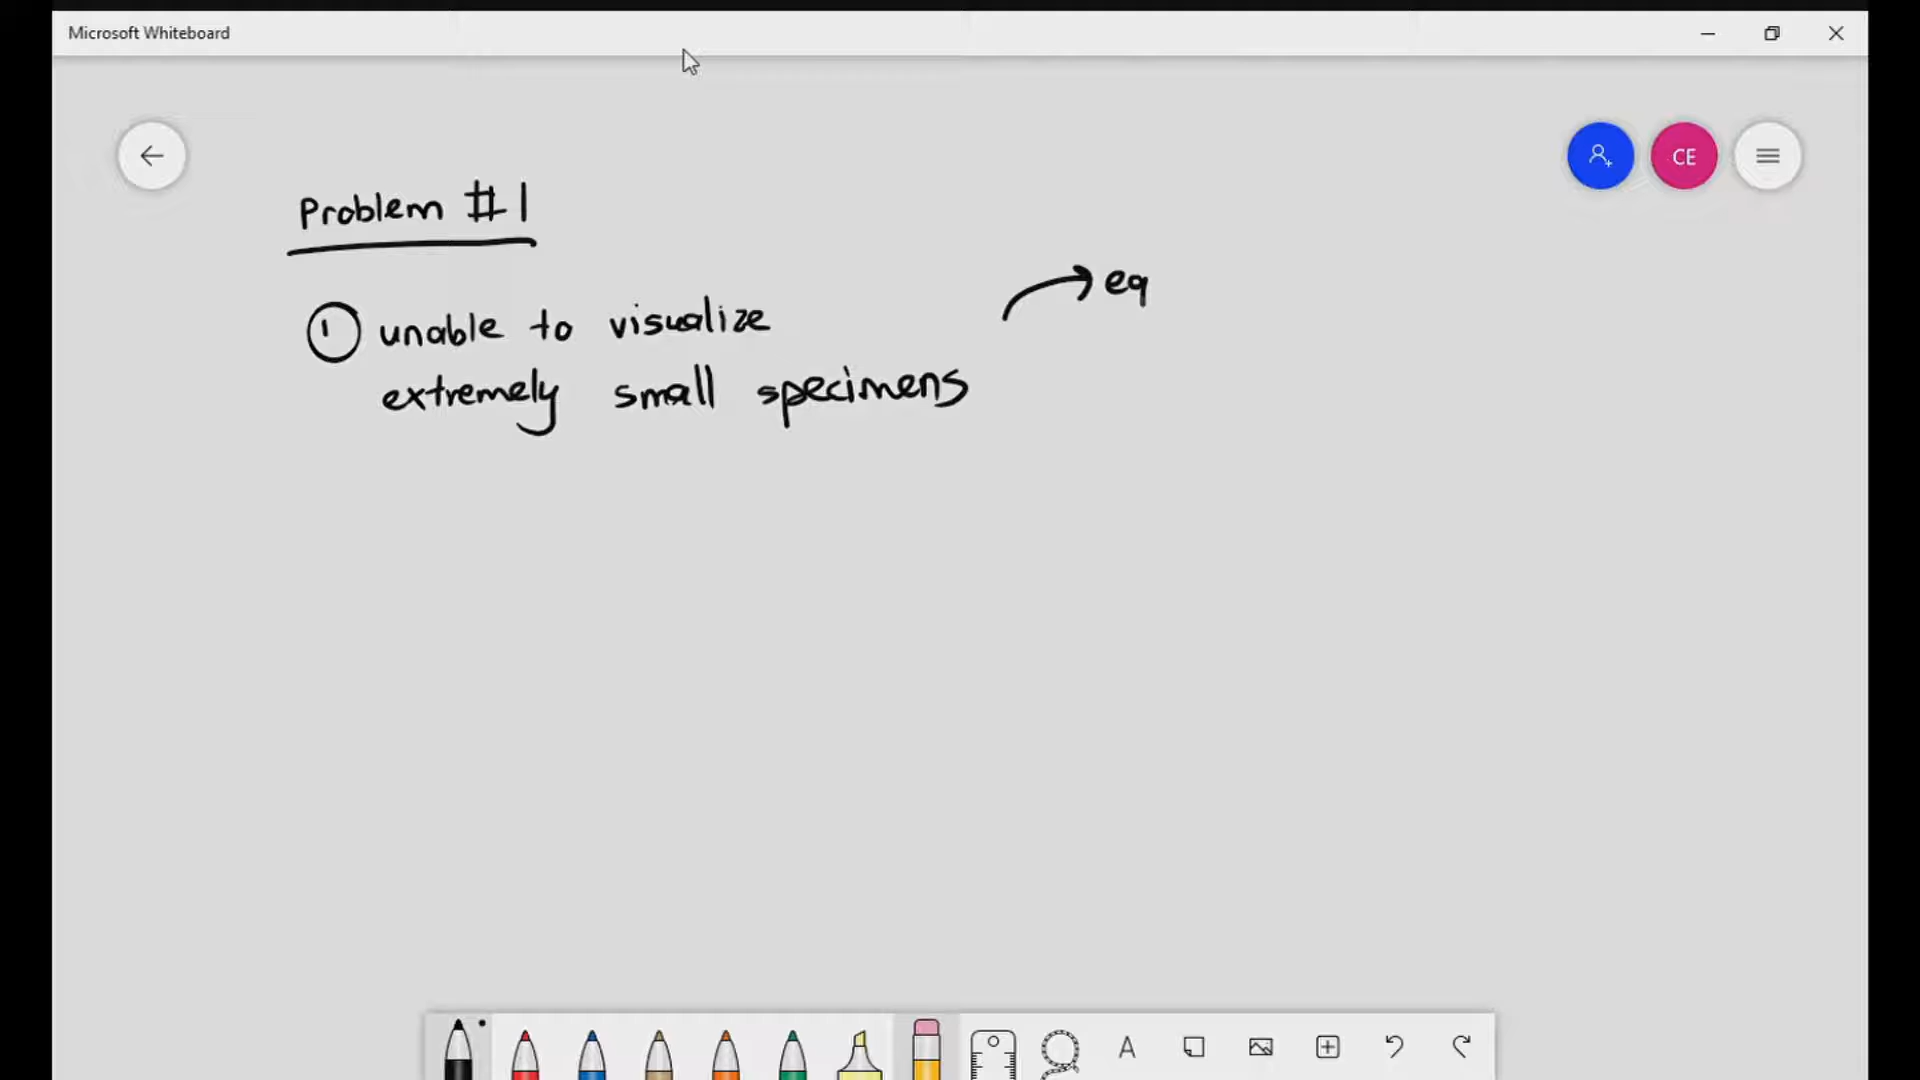 Microsoft Whiteboard
CE
Problem #1
① unable to visualize
extremely small specimens
eq
A